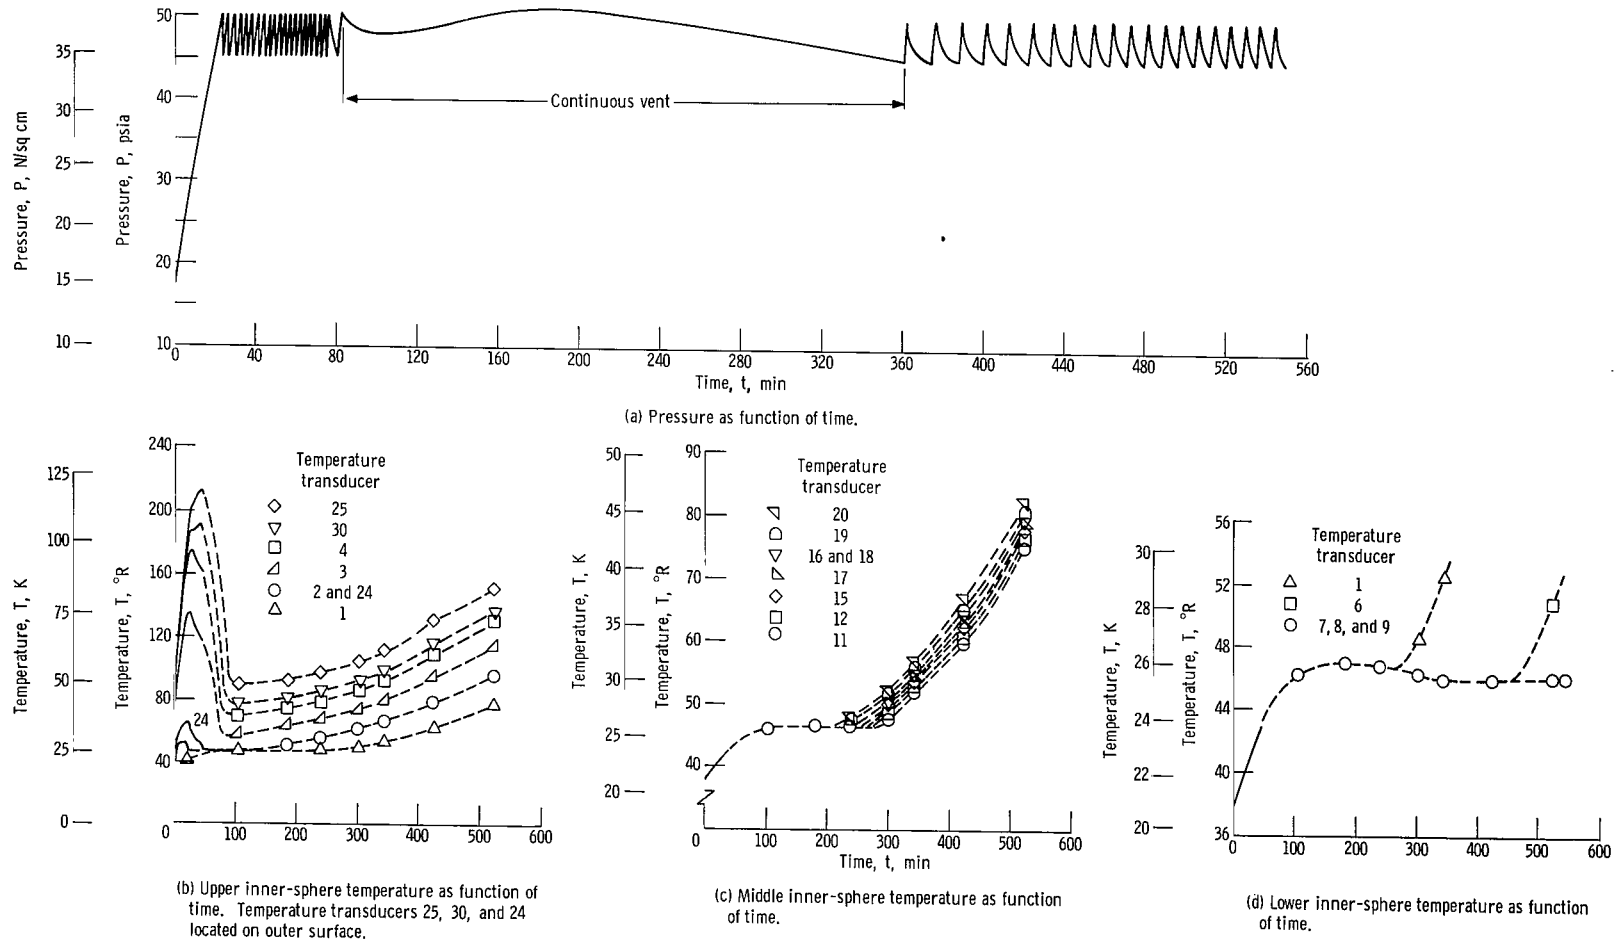 Pressure, P, N/sq cm
35
30
25
20
15
10
Pressure, P, psia
50
40
30
20
10
Continuous vent
0 40 80 120 160 200 240 280 320 360 400 440 480 520 560
Time, t, min
(a) Pressure as function of time.
Temperature, T, K
125
100
75
50
25
0
Temperature, T, °R
240
200
160
120
80
40
Temperature
transducer
25
30
4
3
2 and 24
1
24
0 100 200 300 400 500 600
(b) Upper inner-sphere temperature as function of
time. Temperature transducers 25, 30, and 24
located on outer surface.
Temperature, T, K
50
45
40
35
30
25
20
Temperature, T, °R
90
80
70
60
50
40
Temperature
transducer
20
19
16 and 18
17
15
12
11
0 100 200 300 400 500 600
Time, t, min
(c) Middle inner-sphere temperature as function
of time.
Temperature, T, K
30
28
26
24
22
20
Temperature, T, °R
56
52
48
44
40
36
Temperature
transducer
1
6
7, 8, and 9
0 100 200 300 400 500 600
(d) Lower inner-sphere temperature as function
of time.